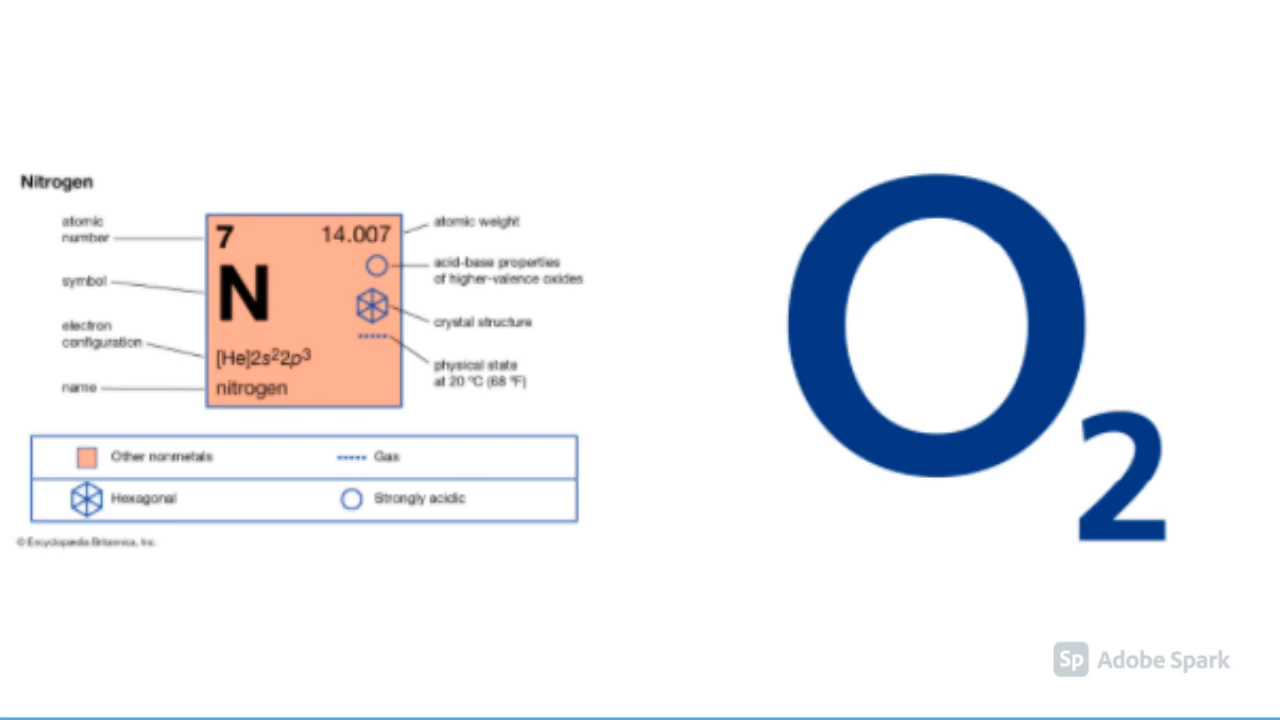 Nitrogen
atomic
number
symbol
electron
configuration
name
7
14.007
N
[He]2s²2p³
nitrogen
atomic weight
acid-base properties
of higher-valence oxides
crystal structure
physical state
at 20 °C (68 °F)
Other nonmetals
Gas
Hexagonal
Strongly acidic
© Encyclopædia Britannica, Inc.
O2
Sp Adobe Spark